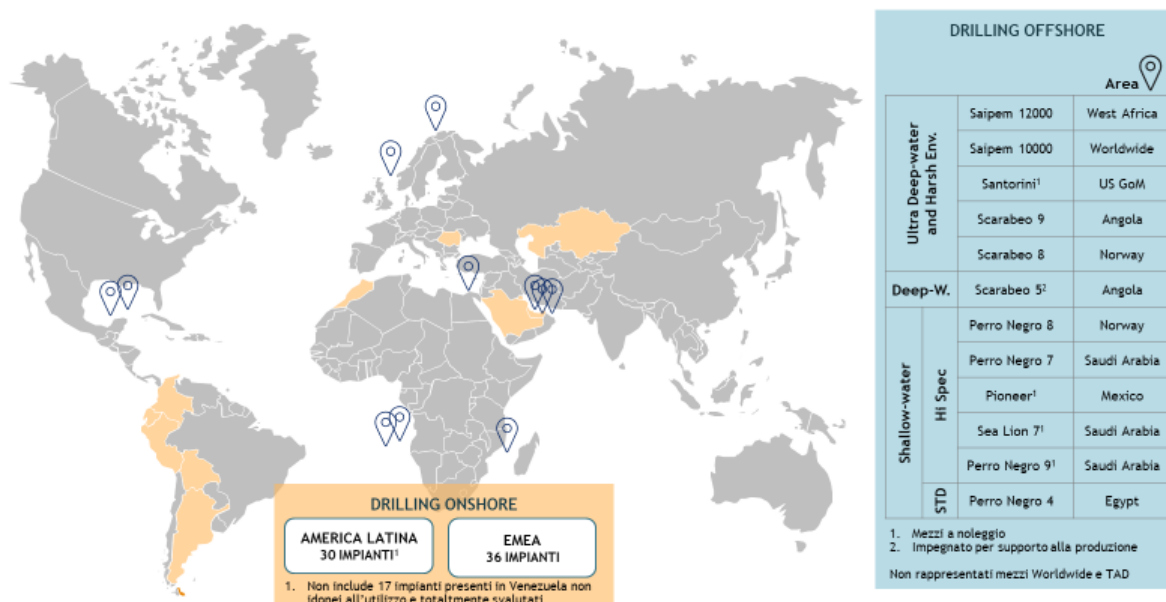 DRILLING OFFSHORE
Area
Ultra Deep-water and Harsh Env.
Saipem 12000 West Africa
Saipem 10000 Worldwide
Santorini¹ US GoM
Scarabeo 9 Angola
Scarabeo 8 Norway
Deep-W. Scarabeo 5² Angola
Shallow-water
Hi Spec
Perro Negro 8 Norway
Perro Negro 7 Saudi Arabia
Pioneer¹ Mexico
Sea Lion 7¹ Saudi Arabia
Perro Negro 9¹ Saudi Arabia
STD Perro Negro 4 Egypt
1. Mezzi a noleggio
2. Impegnato per supporto alla produzione
Non rappresentati mezzi Worldwide e TAD
DRILLING ONSHORE
AMERICA LATINA
30 IMPIANTI¹
EMEA
36 IMPIANTI
1. Non include 17 impianti presenti in Venezuela non
idonei all'utilizzo e totalmente svalutati